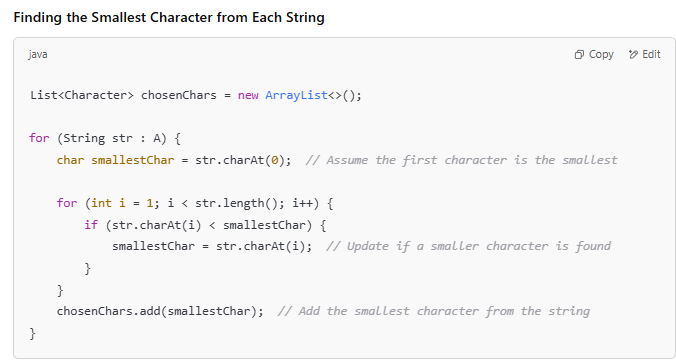 Finding the Smallest Character from Each String
java
Copy
Edit
List<Character> chosenChars = new ArrayList<>();
for (String str : A) {
    char smallestChar = str.charAt(0);  // Assume the first character is the smallest
    for (int i = 1; i < str.length(); i++) {
        if (str.charAt(i) < smallestChar) {
            smallestChar = str.charAt(i);  // Update if a smaller character is found
        }
    }
    chosenChars.add(smallestChar);  // Add the smallest character from the string
}